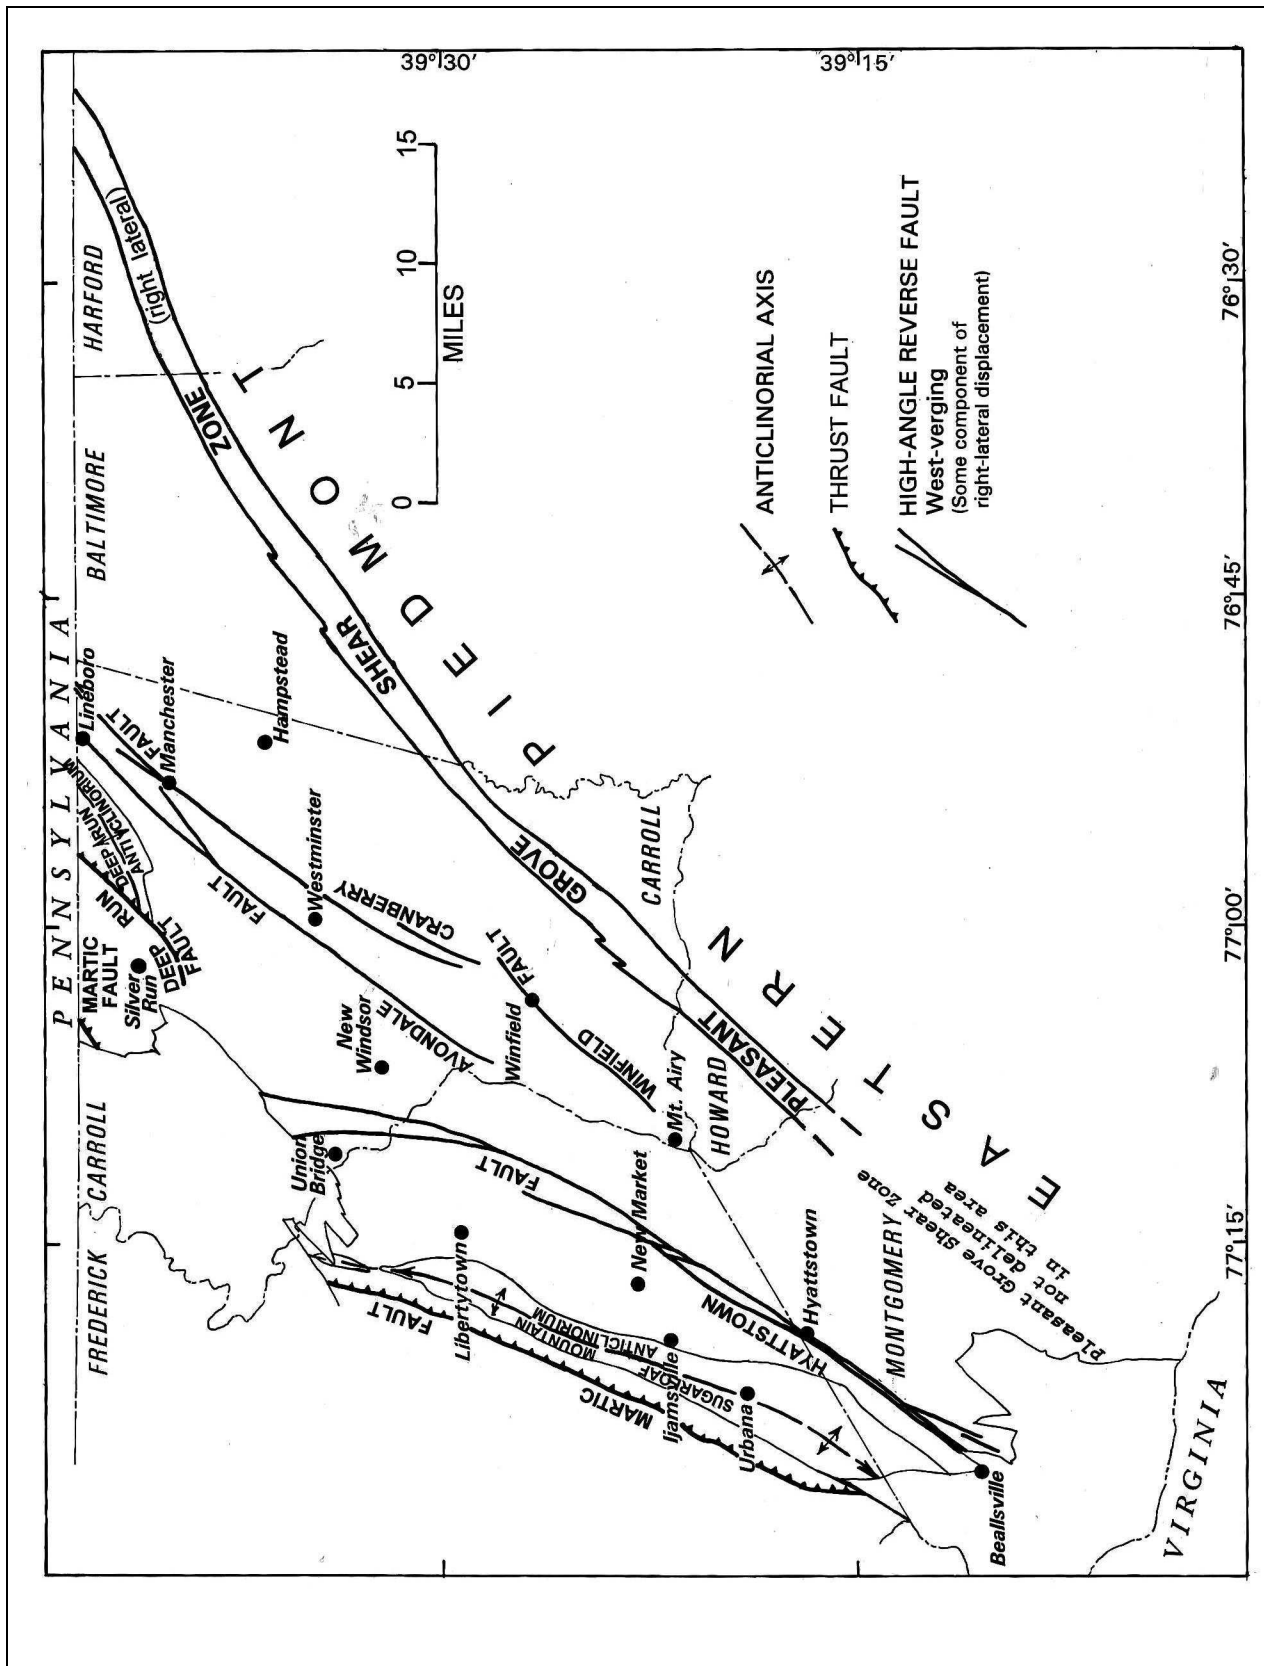 PENNSYLVANIA
FREDERICK
CARROLL
BALTIMORE
HARFORD
MARTIC
FAULT
Silver
Run
DEEP
RUN
FAULT
DEEP RUN
ANTICLINORIUM
Lineboro
Manchester
FAULT
Hampstead
Westminster
CRANBERRY
FAULT
AVONDALE
New
Windsor
Union
Bridge
Winfield
WINFIELD
FAULT
Mt. Airy
HOWARD
CARROLL
PLEASANT
GROVE
SHEAR
ZONE
(right lateral)
EASTERN
PIEDMONT
Libertytown
New Market
Ijamsville
Urbana
Hyattstown
Beallsville
MARTIC
FAULT
SUGARLOAF
MOUNTAIN
ANTICLINORIUM
HYATTSTOWN
FAULT
MONTGOMERY
Pleasant Grove Shear Zone
not delineated
in this area
VIRGINIA
0
5
10
15
MILES
ANTICLINORIAL AXIS
THRUST FAULT
HIGH-ANGLE REVERSE FAULT
West-verging
(Some component of
right-lateral displacement)
39°30'
39°15'
77°15'
77°00'
76°45'
76°30'